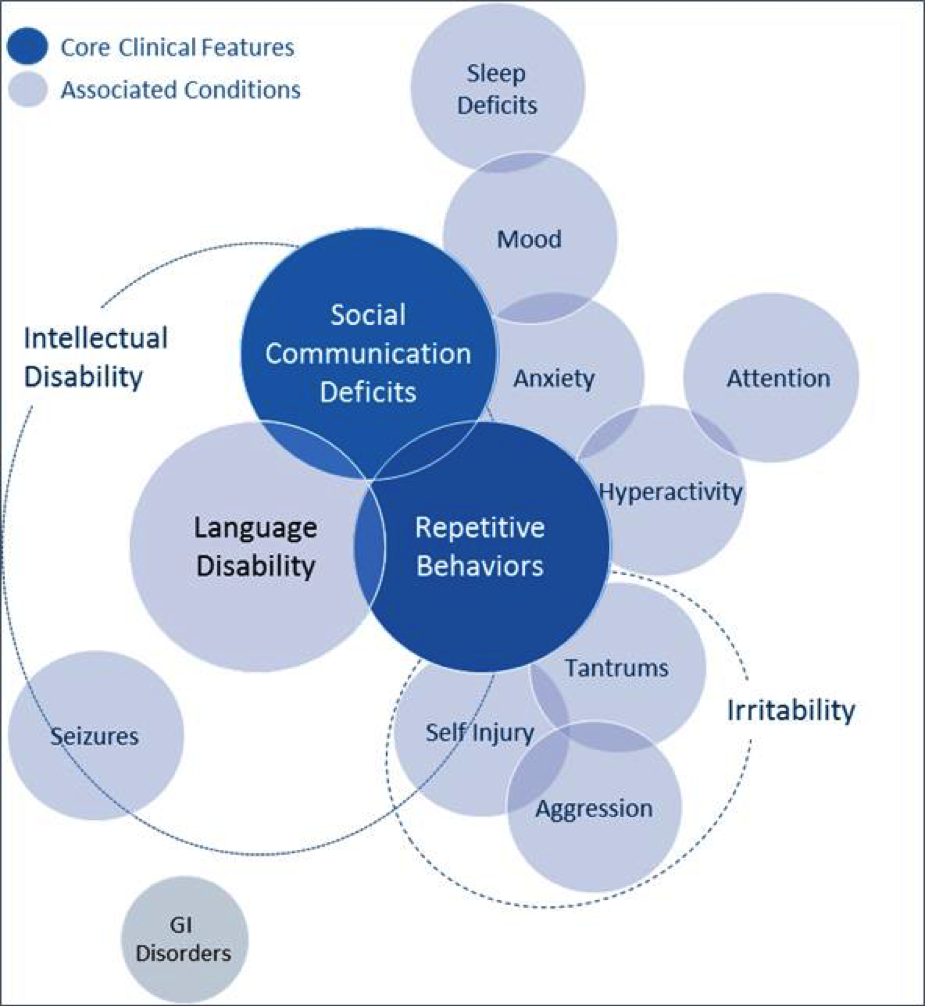 Core Clinical Features
Associated Conditions
Sleep
Deficits
Mood
Social
Communication
Deficits
Intellectual
Disability
Anxiety
Attention
Hyperactivity
Language
Disability
Repetitive
Behaviors
Tantrums
Irritability
Self Injury
Seizures
Aggression
GI
Disorders